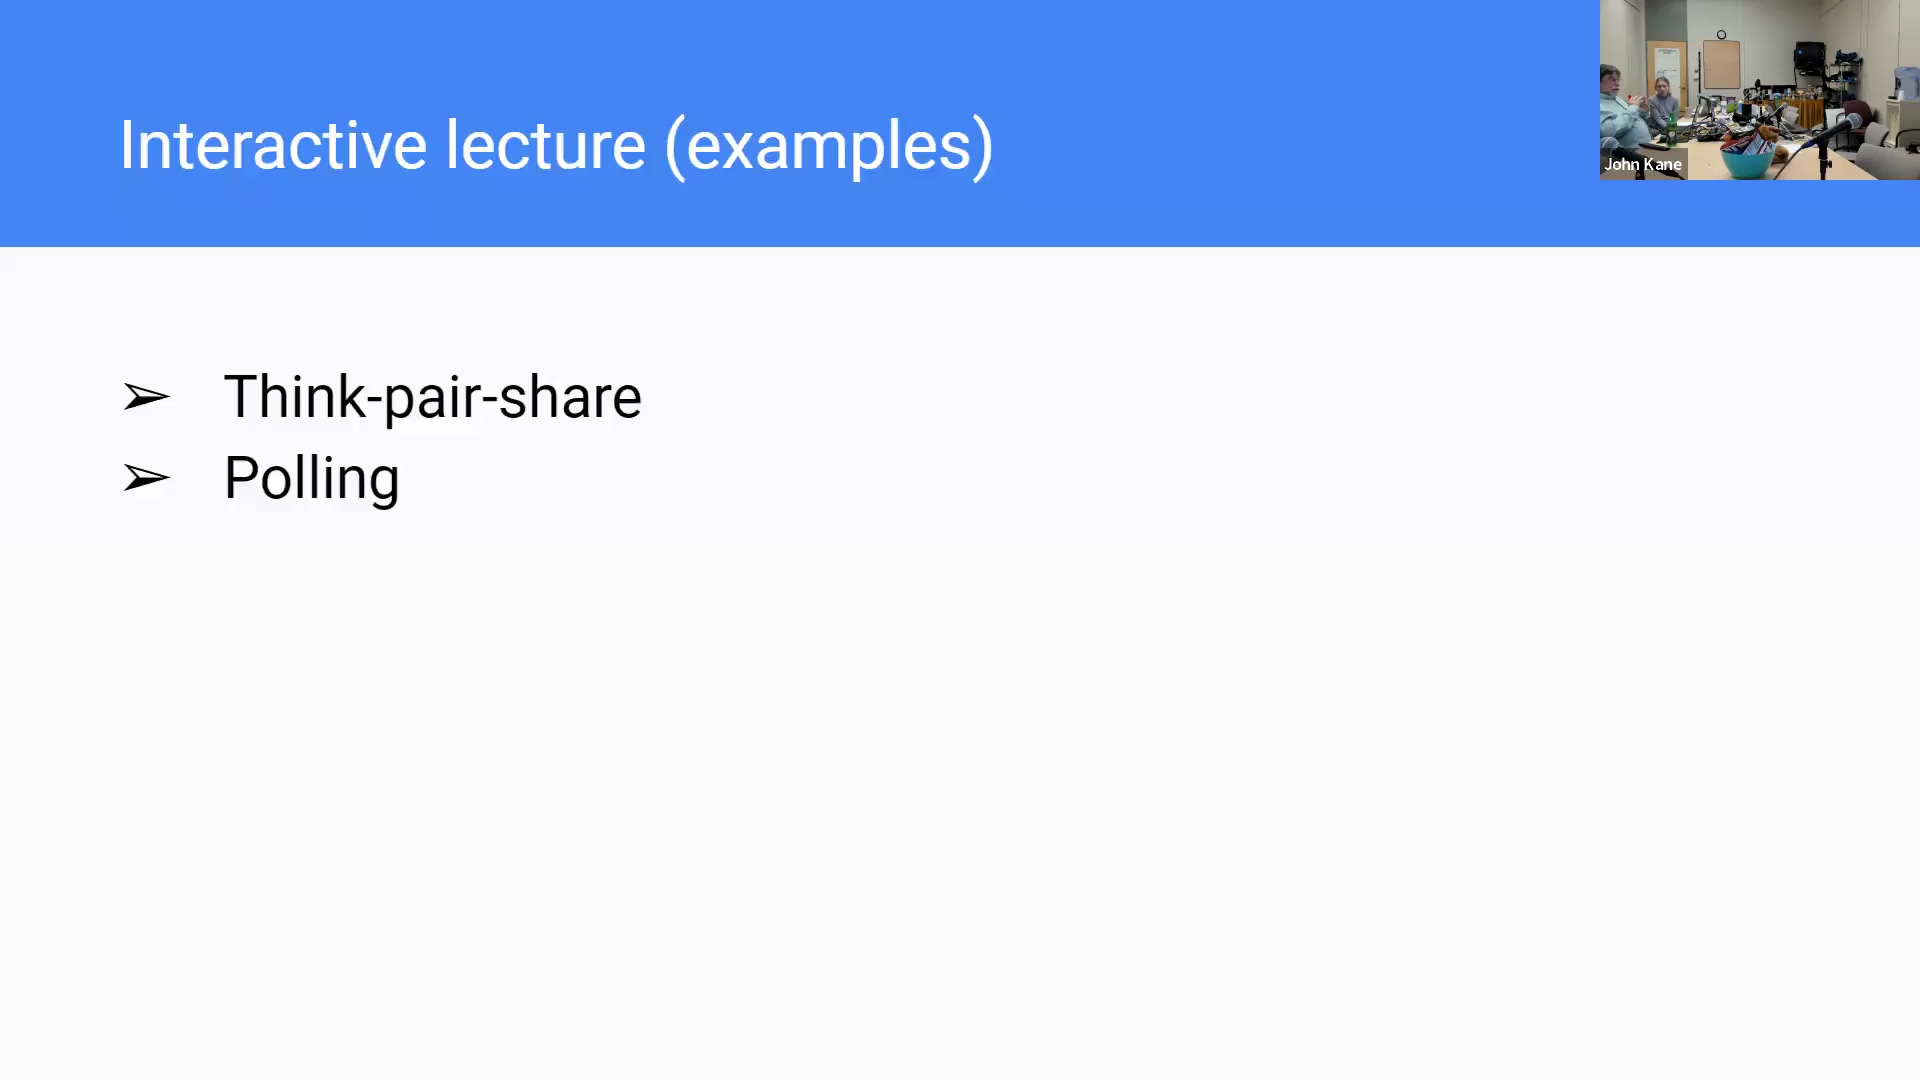 Interactive lecture (examples)
John Kane
➢ Think-pair-share
➢ Polling